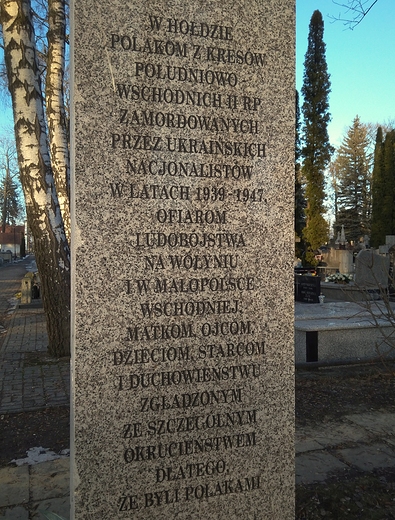 W HOŁDZIE
POLAKOM Z KRESÓW
POŁUDNIOWO
WSCHODNICH II RP
ZAMORDOWANYCH
PRZEZ UKRAIŃSKICH
NACJONALISTÓW
W LATACH 1939-1947,
OFIAROM
LUDOBÓJSTWA
NA WOŁYNIU
I W MAŁOPOLSCE
WSCHODNIEJ;
MATKOM, OJCOM,
DZIECIOM, STARCOM
I DUCHOWIEŃSTWU
ZGŁADZONYM
ZE SZCZEGÓLNYM
OKRUCIEŃSTWEM
DLATEGO,
ŻE BYLI POLAKAMI